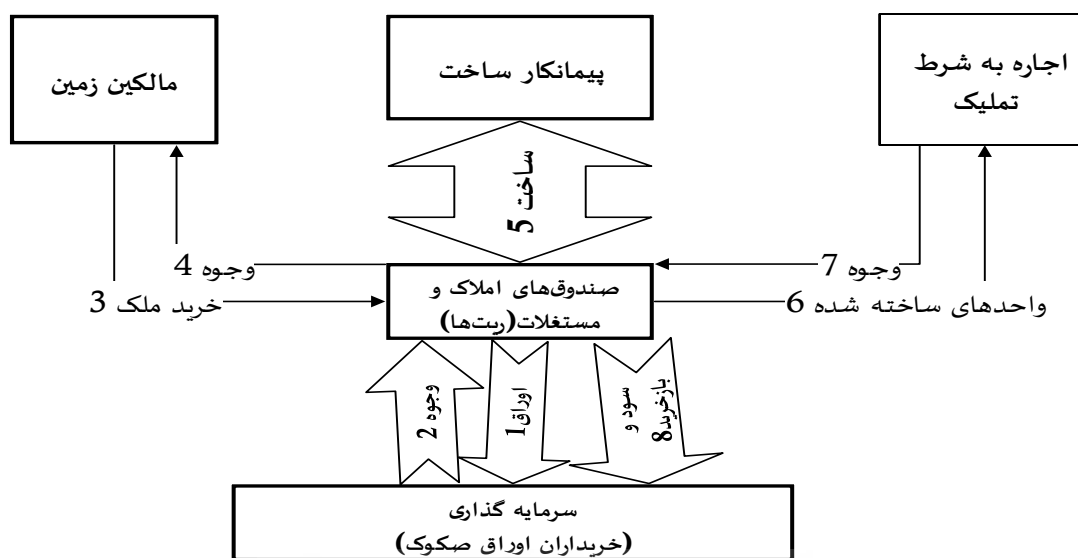 مالکین زمین
پیمانکار ساخت
اجاره به شرط
تملیک
ساخت 5
وجوه 4
وجوه 7
خرید ملک 3
صندوق‌های املاک و
مستغلات(ریت‌ها)
واحدهای ساخته شده 6
وجوه 2
اوراق1
سود و
بازخرید8
سرمایه گذاری
(خریداران اوراق صکوک)